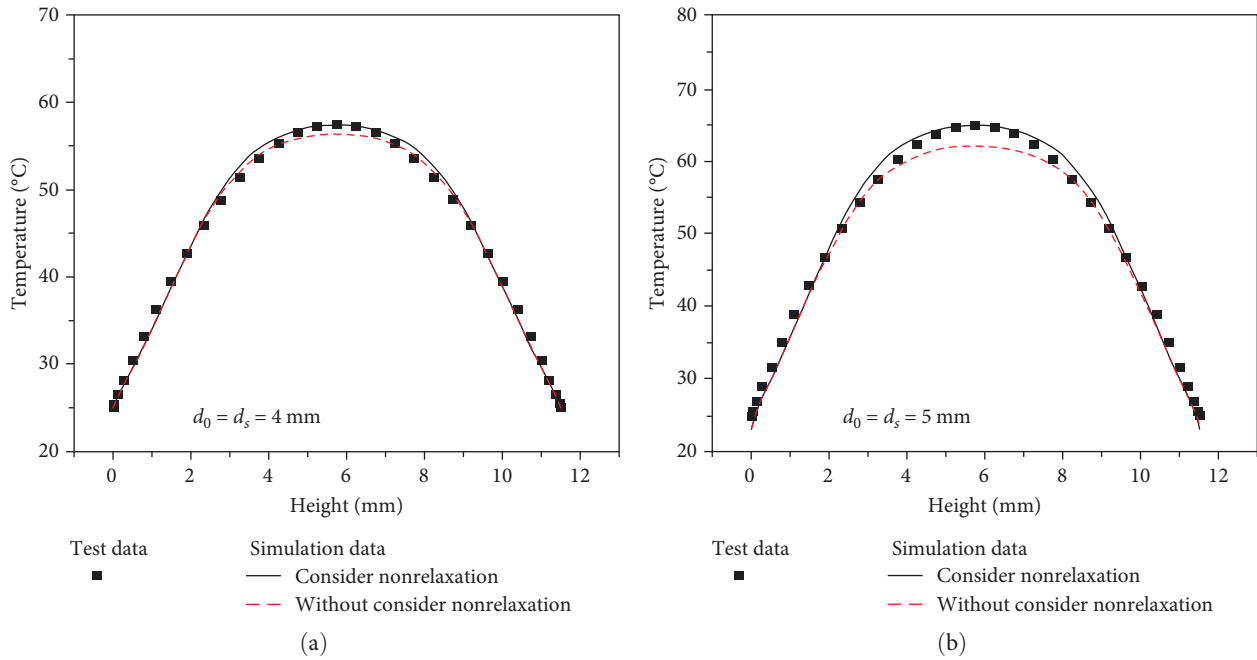 70
60
50
40
30
20
Temperature (°C)
d0 = ds = 4 mm
0 2 4 6 8 10 12
Height (mm)
Test data
Simulation data
Consider nonrelaxation
Without consider nonrelaxation
(a)
80
70
60
50
40
30
20
Temperature (°C)
d0 = ds = 5 mm
0 2 4 6 8 10 12
Height (mm)
Test data
Simulation data
Consider nonrelaxation
Without consider nonrelaxation
(b)